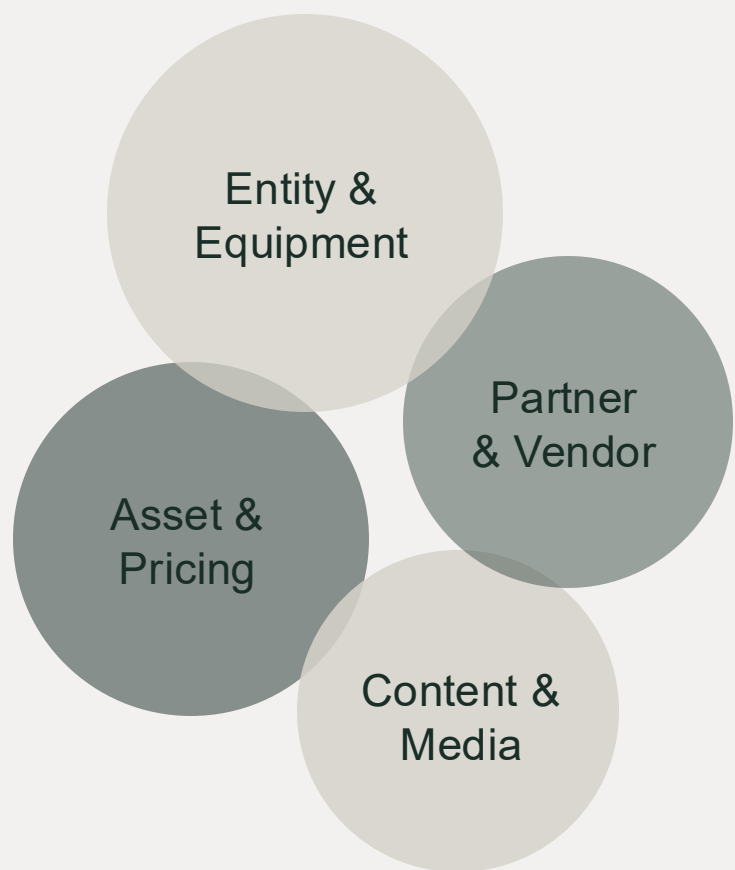 Entity &
Equipment
Partner
& Vendor
Asset &
Pricing
Content &
Media